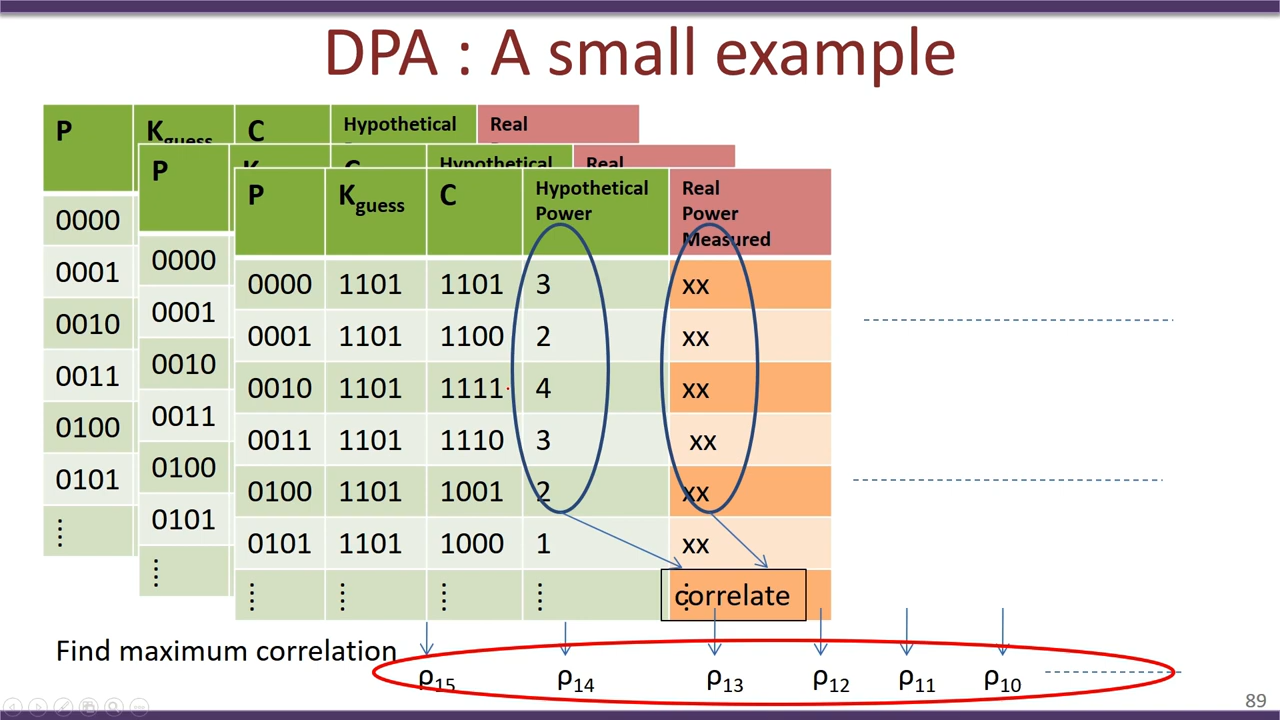 DPA : A small example
P K guess C Hypothetical Real
P C Hypothetical Real
P K guess C Hypothetical Power Real Power Measured
0000
0001
0010
0011
0100
0101
⋮
0000
0001
0010
0011
0100
0101
⋮
0000 1101 1101 3 xx
0001 1101 1100 2 xx
0010 1101 1111 4 xx
0011 1101 1110 3 xx
0100 1101 1001 2 xx
0101 1101 1000 1 xx
⋮ ⋮ ⋮ ⋮ ⋮
correlate
Find maximum correlation
ρ15 ρ14 ρ13 ρ12 ρ11 ρ10
89